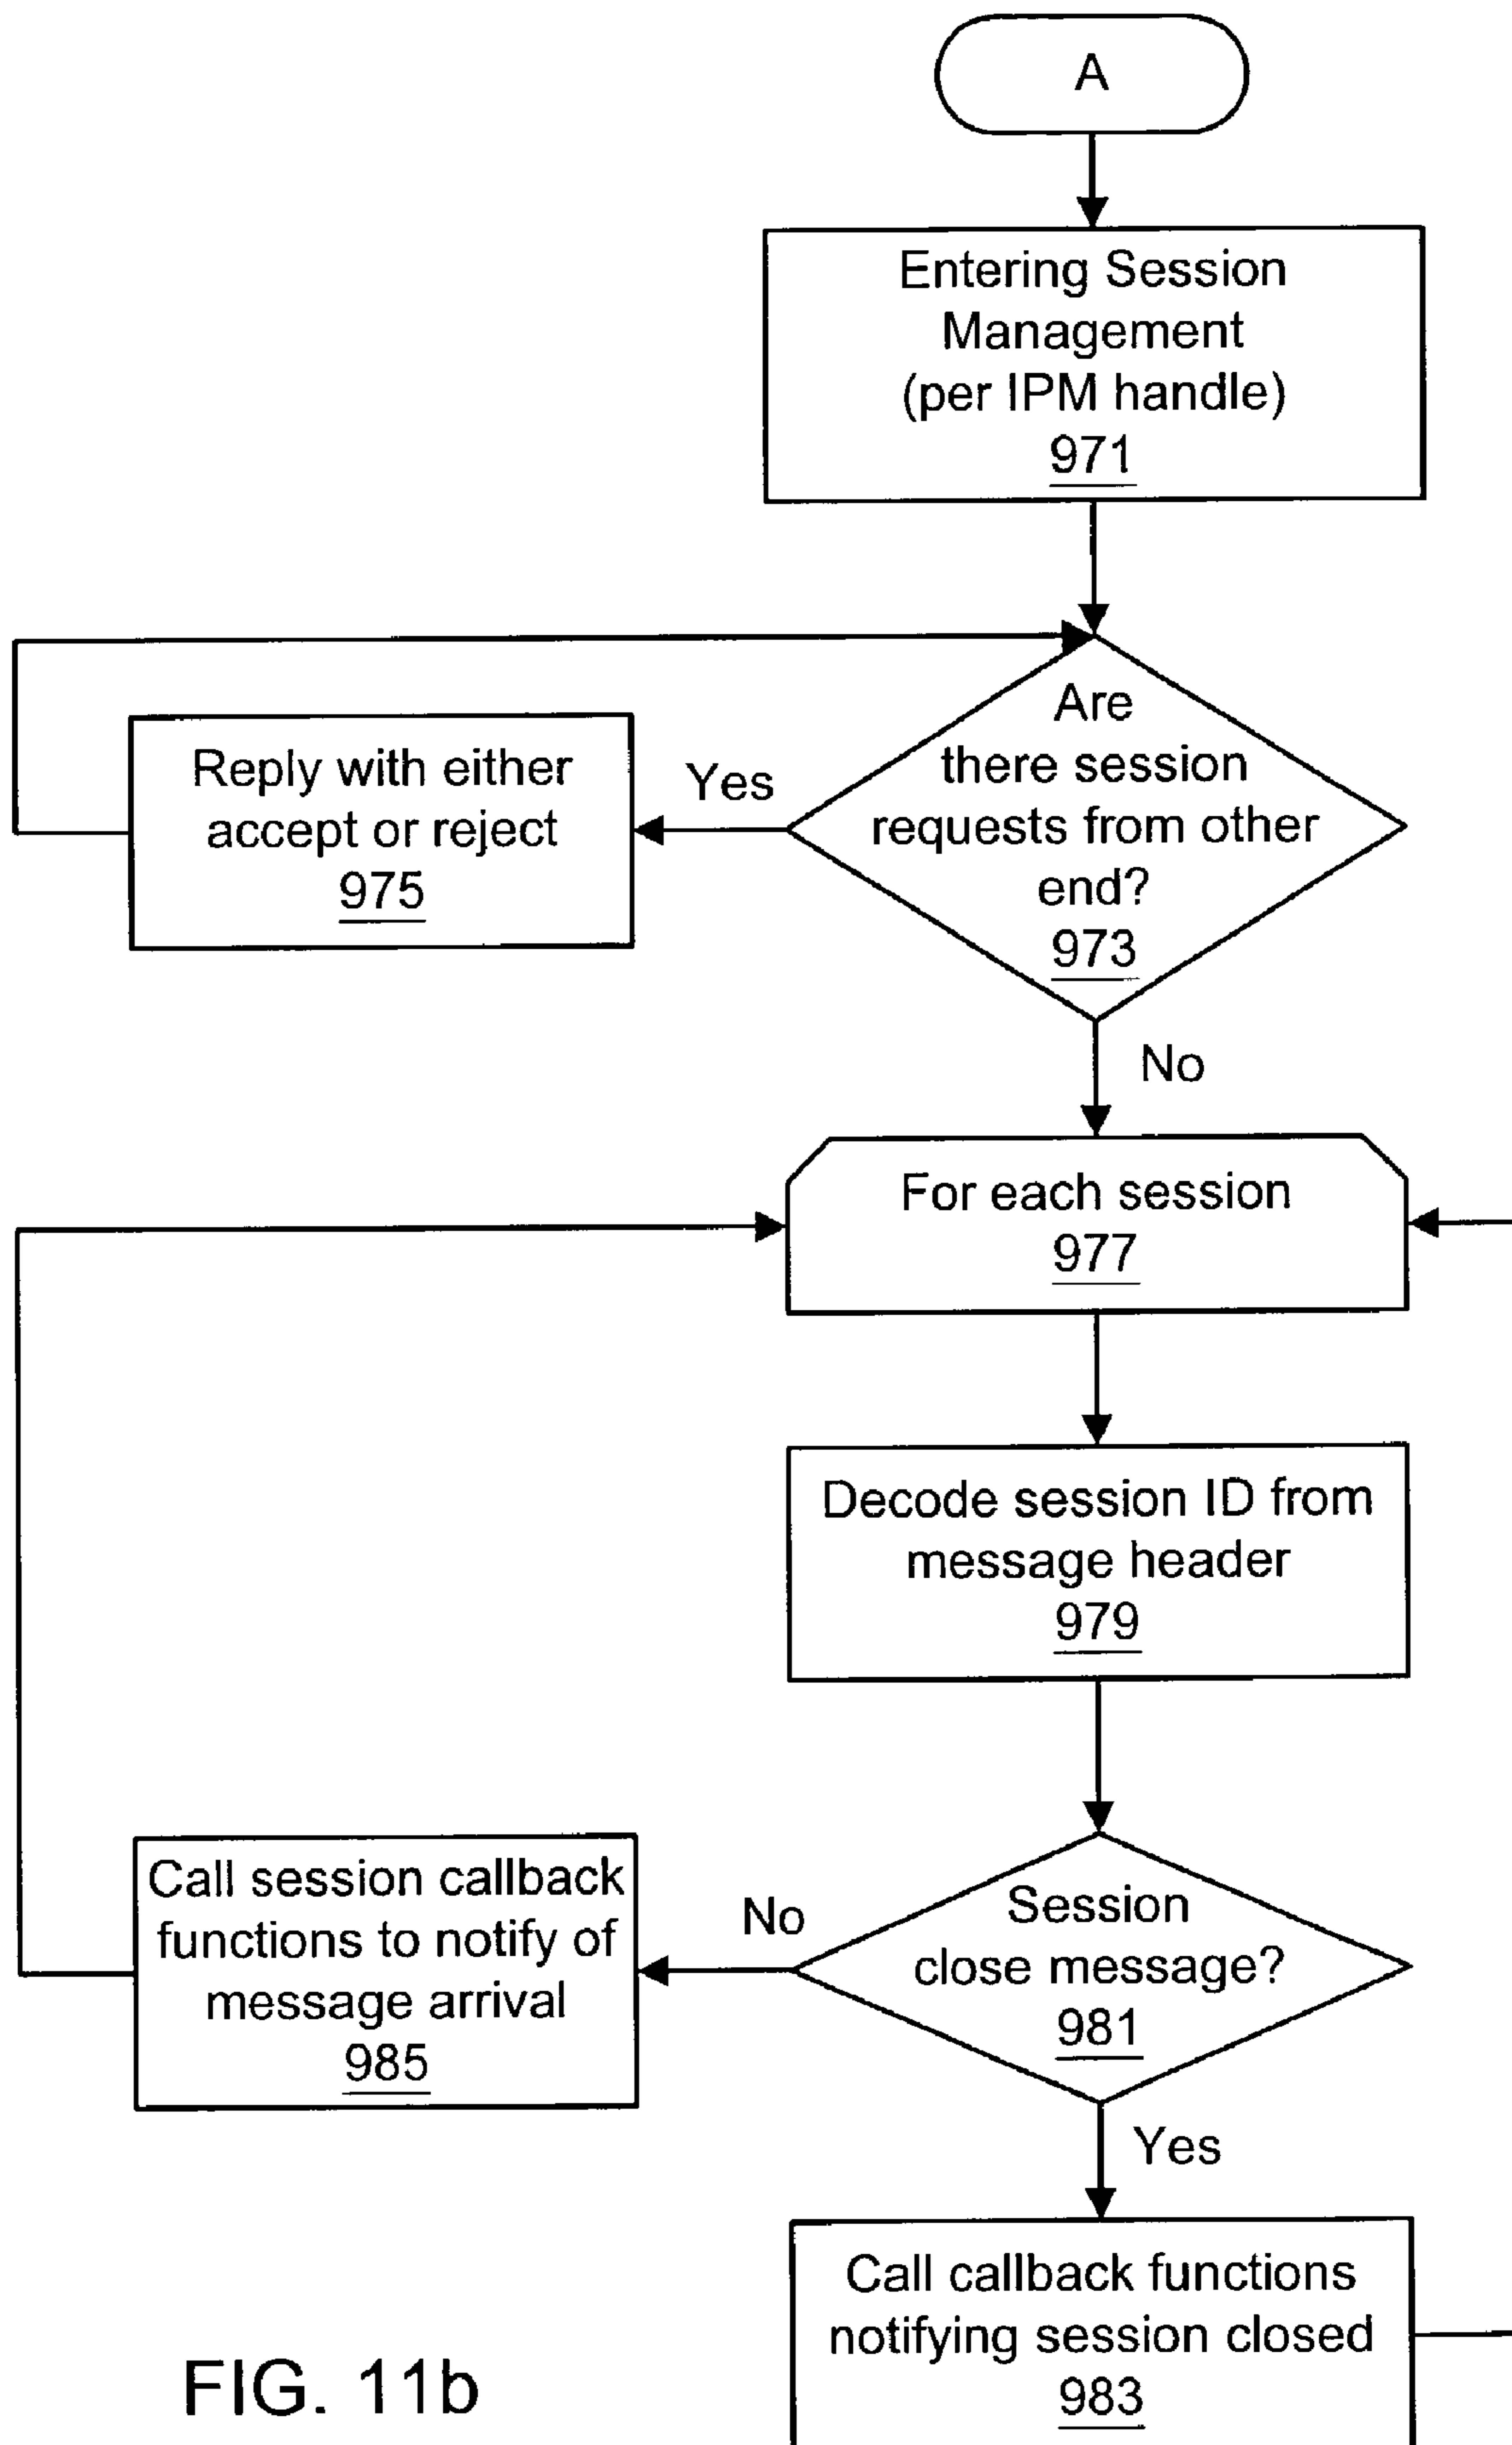 A
Entering Session
Management
(per IPM handle)
971
Are
there session
requests from other
end?
973
Yes
Reply with either
accept or reject
975
No
For each session
977
Decode session ID from
message header
979
Session
close message?
981
No
Call session callback
functions to notify of
message arrival
985
Yes
Call callback functions
notifying session closed
983
FIG. 11b